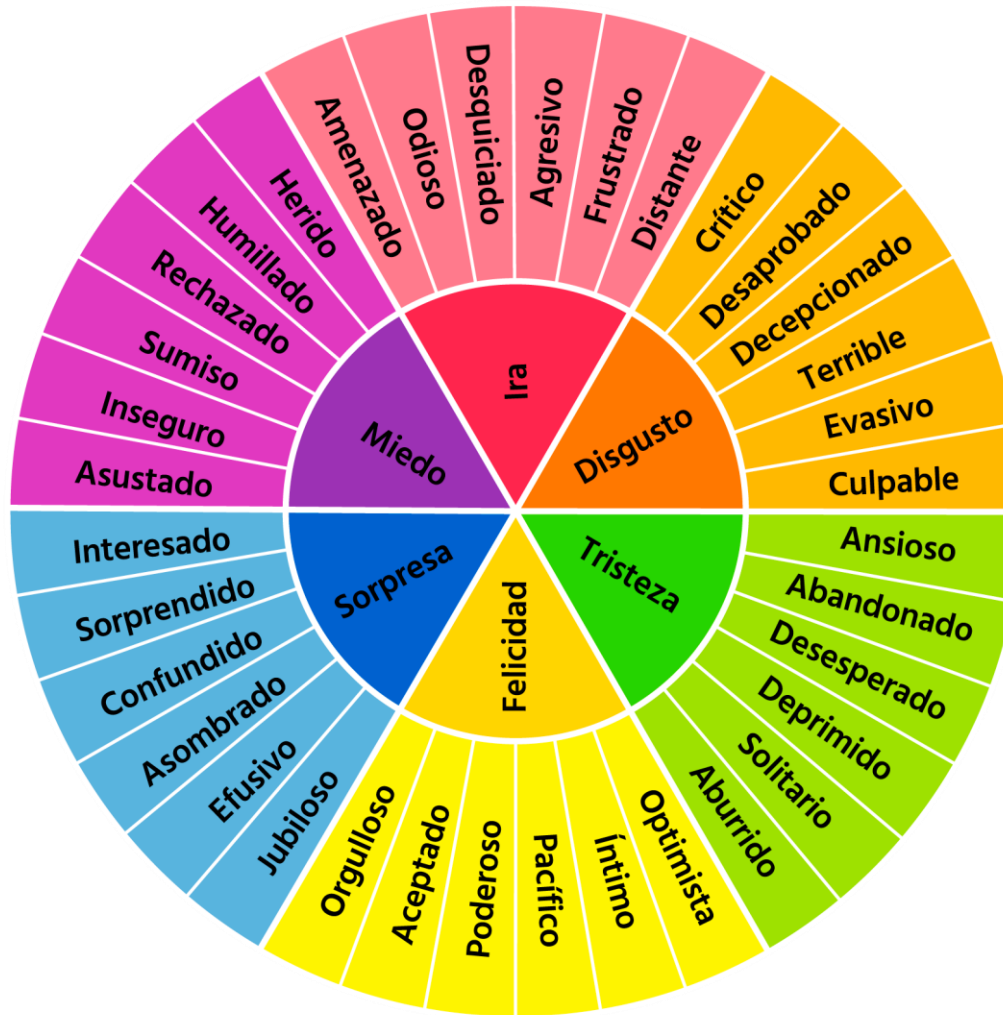 Amenazado
Odioso
Desquiciado
Agresivo
Frustrado
Distante
Crítico
Desaprobado
Decepcionado
Terrible
Evasivo
Culpable
Ansioso
Abandonado
Desesperado
Deprimido
Solitario
Aburrido
Optimista
Íntimo
Pacífico
Poderoso
Aceptado
Orgulloso
Jubiloso
Efusivo
Asombrado
Confundido
Sorprendido
Interesado
Asustado
Inseguro
Sumiso
Rechazado
Humillado
Herido
Ira
Disgusto
Tristeza
Felicidad
Sorpresa
Miedo